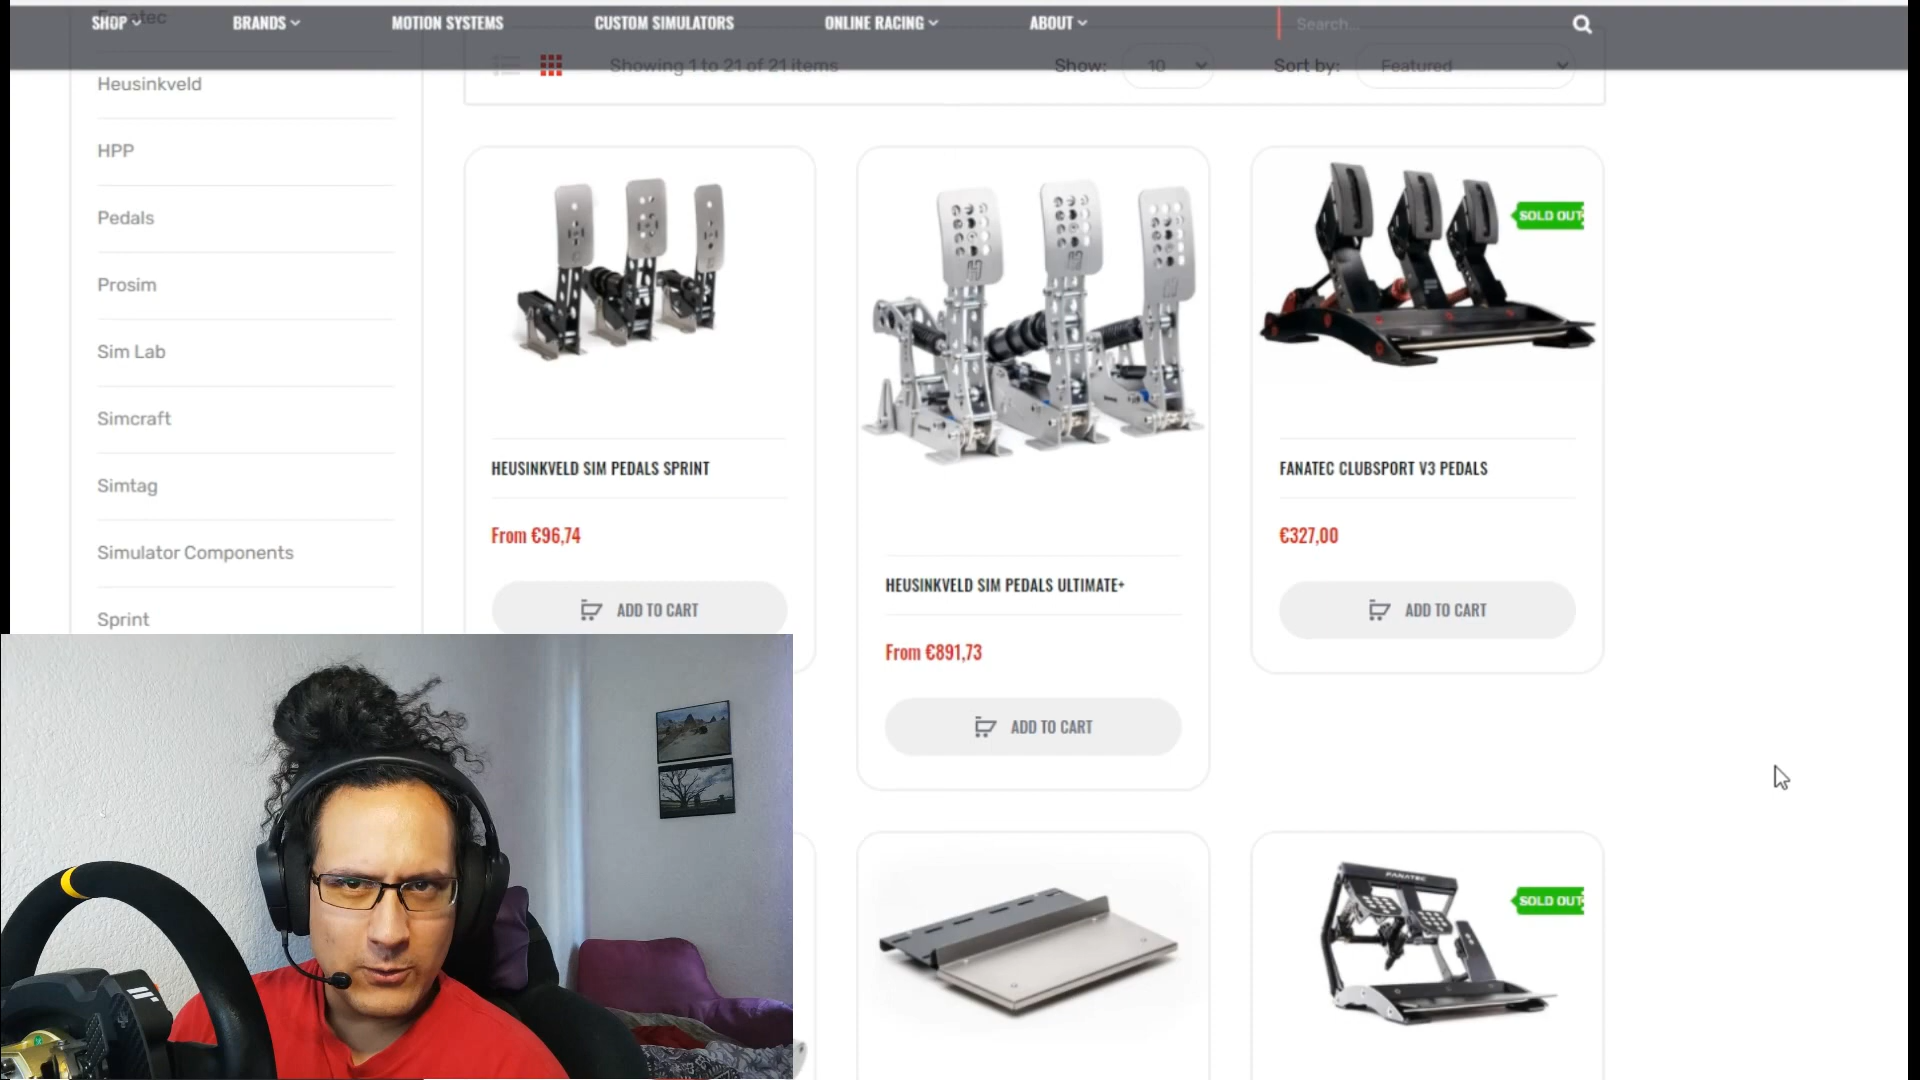 SHOP
BRANDS
MOTION SYSTEMS
CUSTOM SIMULATORS
ONLINE RACING
ABOUT
Search...
Fanatec
Heusinkveld
HPP
Pedals
Prosim
Sim Lab
Simcraft
Simtag
Simulator Components
Sprint
Showing 1 to 21 of 21 items
Show: 10
Sort by: Featured
HEUSINKVELD SIM PEDALS SPRINT
From €96,74
ADD TO CART
HEUSINKVELD SIM PEDALS ULTIMATE+
From €891,73
ADD TO CART
SOLD OUT
FANATEC CLUBSPORT V3 PEDALS
€327,00
ADD TO CART
FANATEC
SOLD OUT